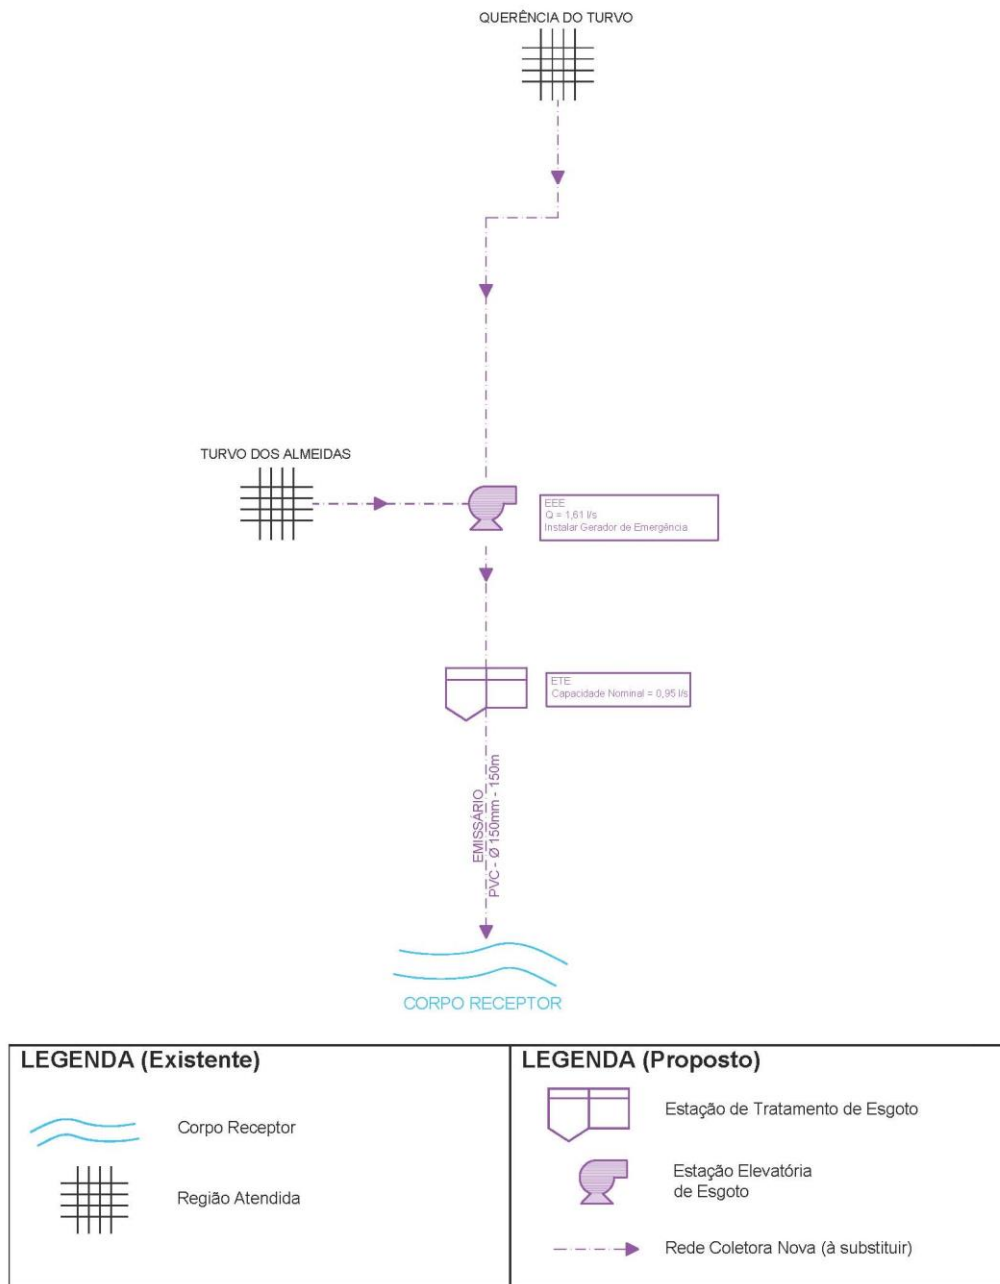 QUERÊNCIA DO TURVO
TURVO DOS ALMEIDAS
EEE
Q = 1,61 l/s
Instalar Gerador de Emergência
ETE
Capacidade Nominal = 0,95 l/s
EMISSÁRIO
PVC - Ø 150mm - 150m
CORPO RECEPTOR
LEGENDA (Existente)
Corpo Receptor
Região Atendida
LEGENDA (Proposto)
Estação de Tratamento de Esgoto
Estação Elevatória
de Esgoto
Rede Coletora Nova (à substituir)